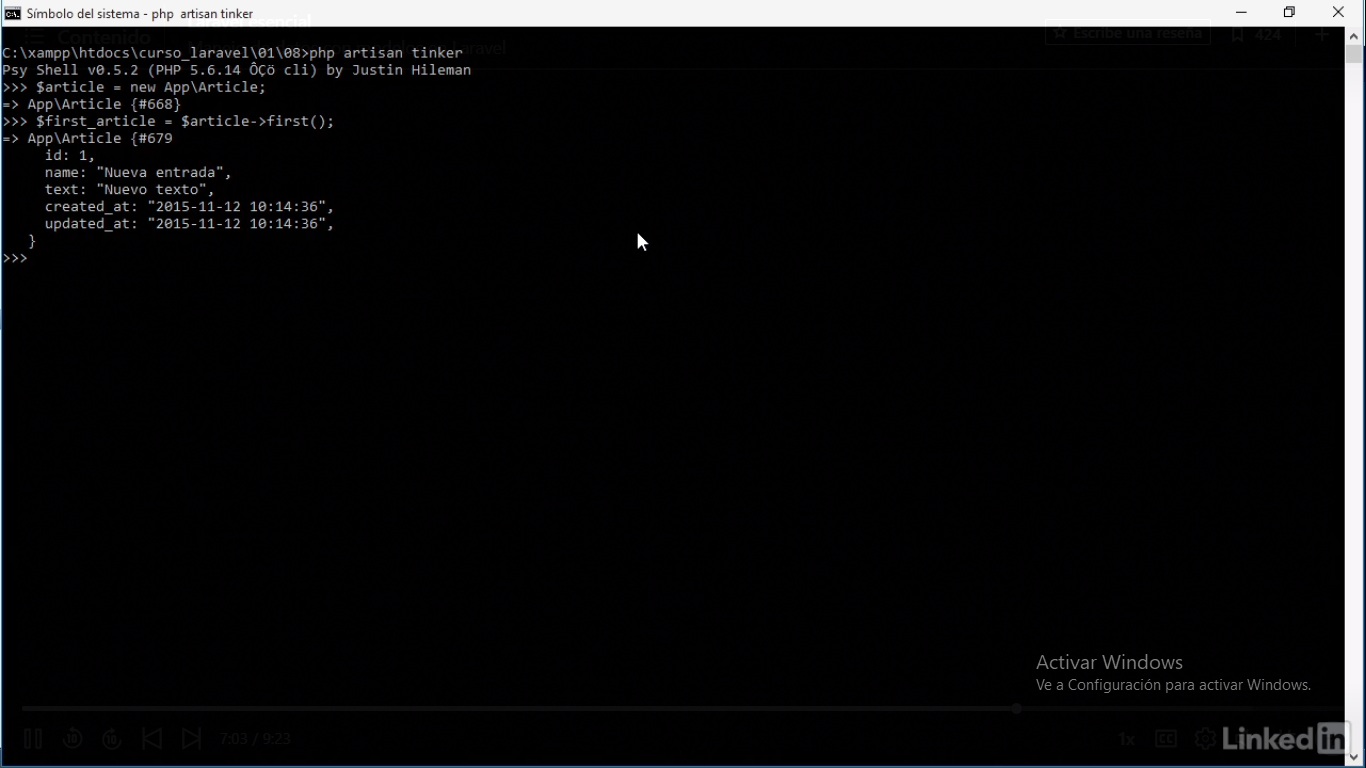 Símbolo del sistema - php artisan tinker
Contenido
Escribe una reseña
424
C:\xampp\htdocs\curso_laravel\01\08>php artisan tinker
Psy Shell v0.5.2 (PHP 5.6.14 ÔÇö cli) by Justin Hileman
>>> $article = new App\Article;
=> App\Article {#668}
>>> $first_article = $article->first();
=> App\Article {#679
id: 1,
name: "Nueva entrada",
text: "Nuevo texto",
created_at: "2015-11-12 10:14:36",
updated_at: "2015-11-12 10:14:36",
}
>>>
Activar Windows
Ve a Configuración para activar Windows.
7:03 / 9:23
1x
CC
LinkedIn